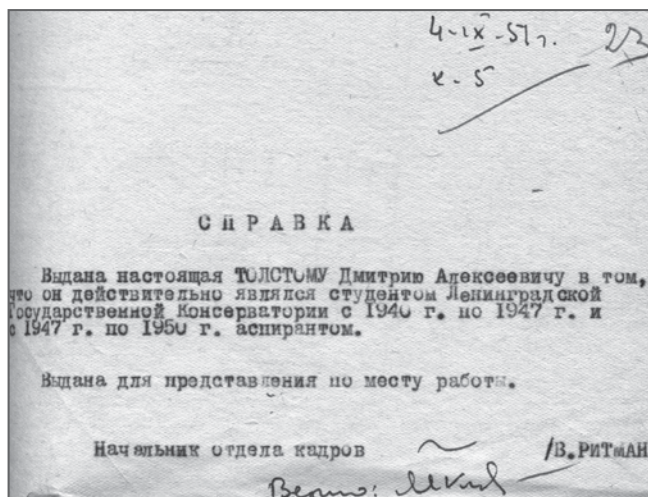 4-IX-51г. 23
х-5
СПРАВКА
Выдана настоящая ТОЛСТОМУ Дмитрию Алексеевичу в том,
что он действительно являлся студентом Ленинградской
Государственной Консерватории с 1940 г. по 1947 г. и
с 1947 г. по 1950 г. аспирантом.
Выдана для представления по месту работы.
Начальник отдела кадров /В.РИТМАН
Верно: